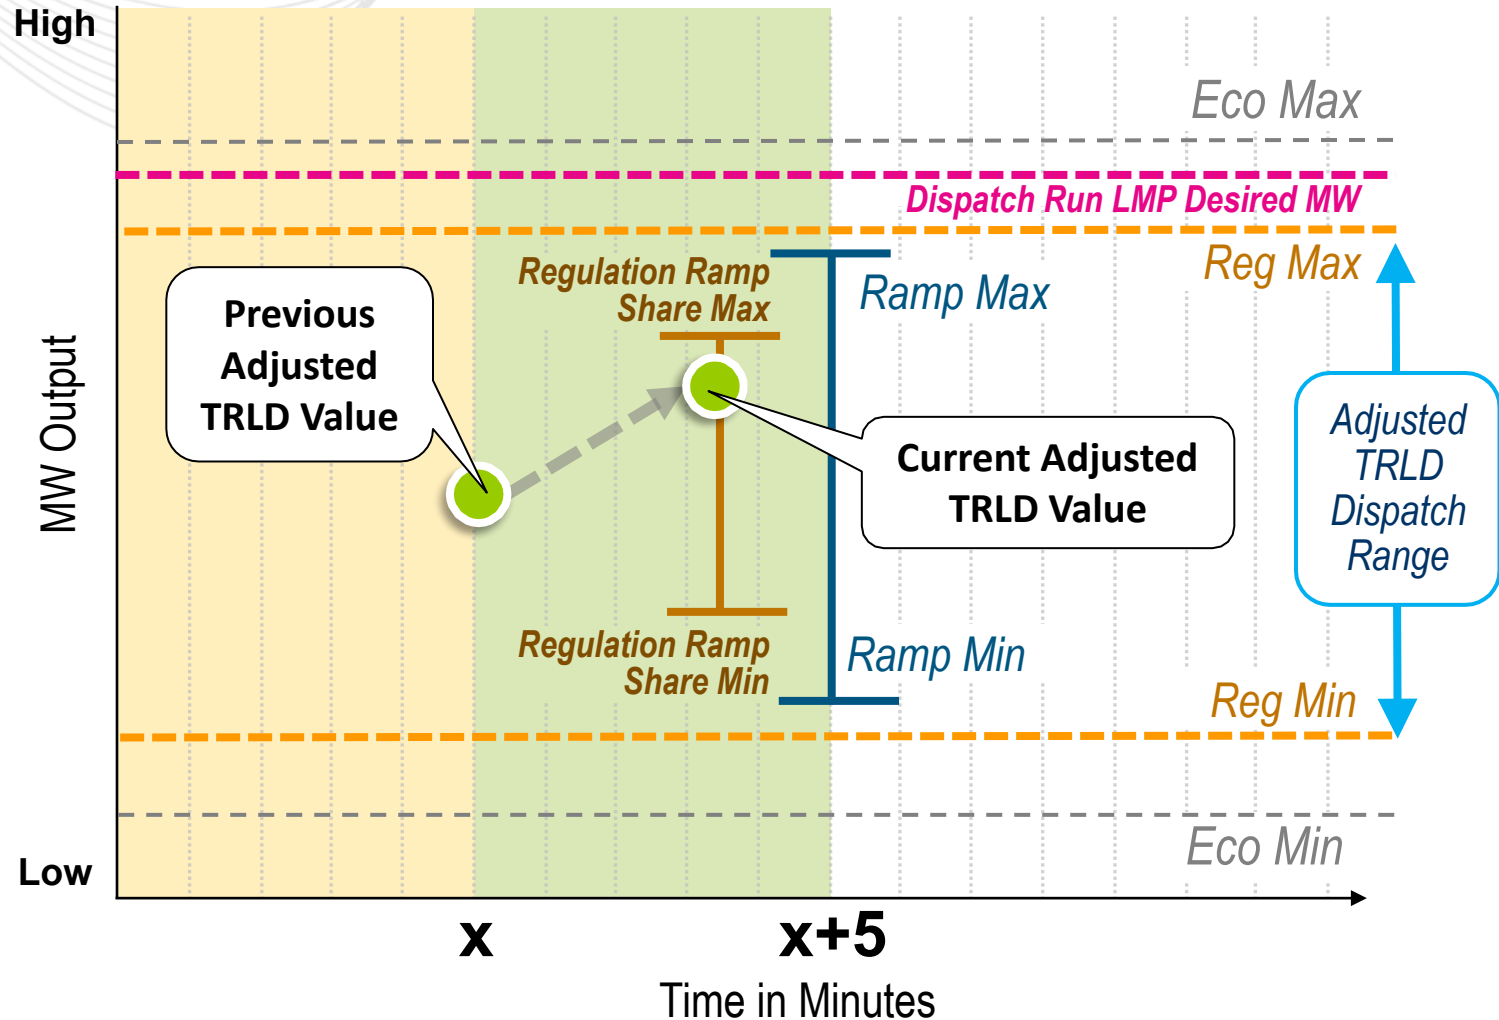 High
Eco Max
Dispatch Run LMP Desired MW
Reg Max
Regulation Ramp
Share Max
Ramp Max
Previous
Adjusted
TRLD Value
MW Output
Current Adjusted
TRLD Value
Adjusted
TRLD
Dispatch
Range
Regulation Ramp
Share Min
Ramp Min
Reg Min
Eco Min
Low
x
x+5
Time in Minutes